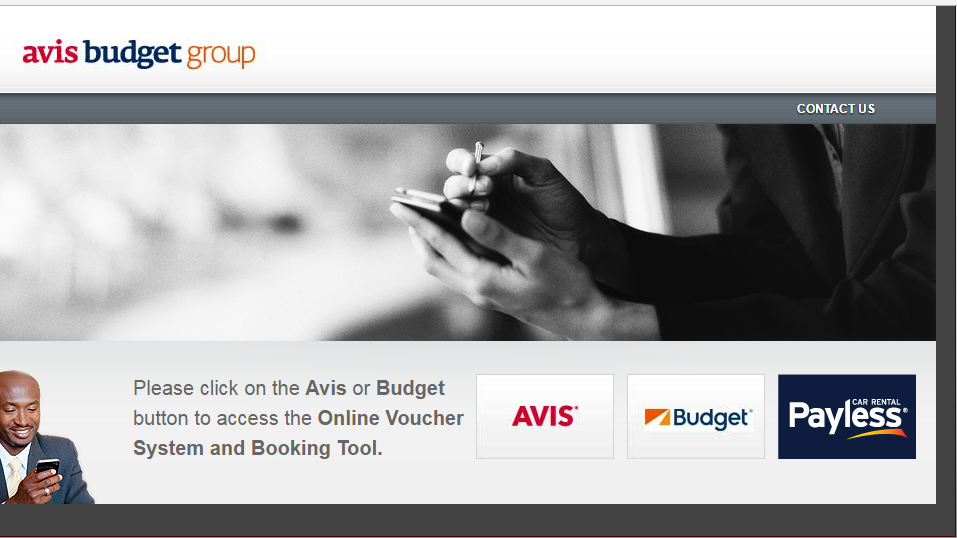 avis budget group
CONTACT US
Please click on the Avis or Budget
button to access the Online Voucher
System and Booking Tool.
AVIS®
Budget®
CAR RENTAL
Payless®